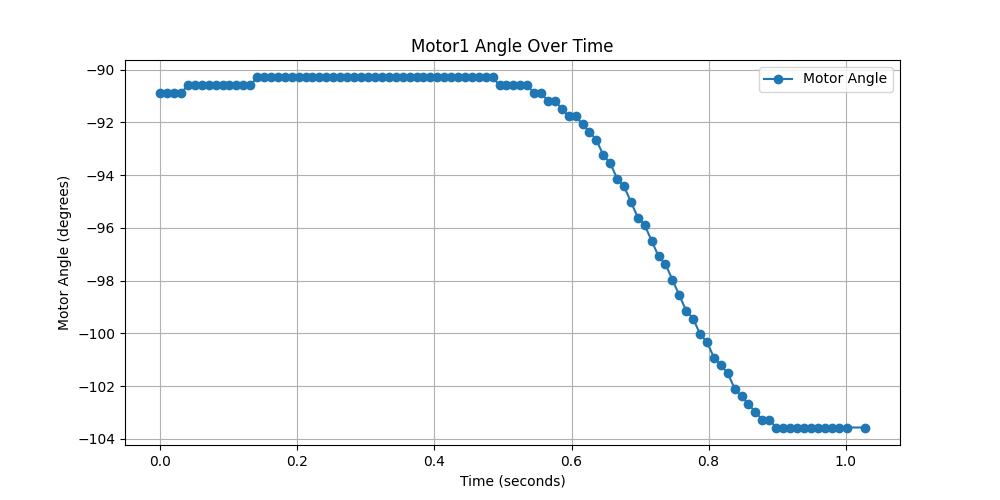 Motor1 Angle Over Time
Motor Angle
Motor Angle (degrees)
−90
−92
−94
−96
−98
−100
−102
−104
0.0 0.2 0.4 0.6 0.8 1.0
Time (seconds)